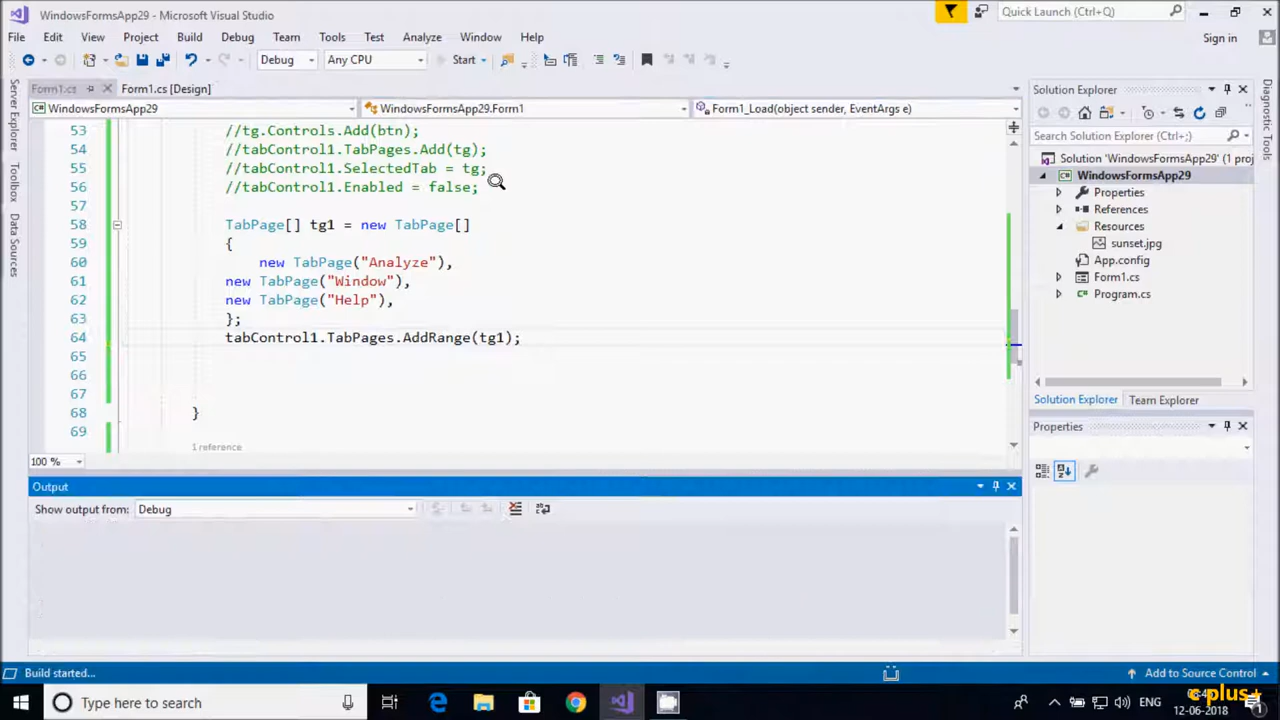 WindowsFormsApp29 - Microsoft Visual Studio
Quick Launch (Ctrl+Q)
File Edit View Project Build Debug Team Tools Test Analyze Window Help
Sign in
Debug Any CPU Start
Form1.cs Form1.cs [Design]
WindowsFormsApp29 WindowsFormsApp29.Form1 Form1_Load(object sender, EventArgs e)
Server Explorer
Toolbox
Data Sources
53 //tg.Controls.Add(btn);
54 //tabControl1.TabPages.Add(tg);
55 //tabControl1.SelectedTab = tg;
56 //tabControl1.Enabled = false;
57
58 TabPage[] tg1 = new TabPage[]
59 {
60 new TabPage("Analyze"),
61 new TabPage("Window"),
62 new TabPage("Help"),
63 };
64 tabControl1.TabPages.AddRange(tg1);
65
66
67
68 }
69
1 reference
100 %
Solution Explorer
Search Solution Explorer (Ctrl+;)
Solution 'WindowsFormsApp29' (1 proj
WindowsFormsApp29
Properties
References
Resources
sunset.jpg
App.config
Form1.cs
Program.cs
Solution Explorer Team Explorer
Properties
Diagnostic Tools
Output
Show output from: Debug
Build started...
Add to Source Control
Type here to search
ENG
12-06-2018
c plus+
1